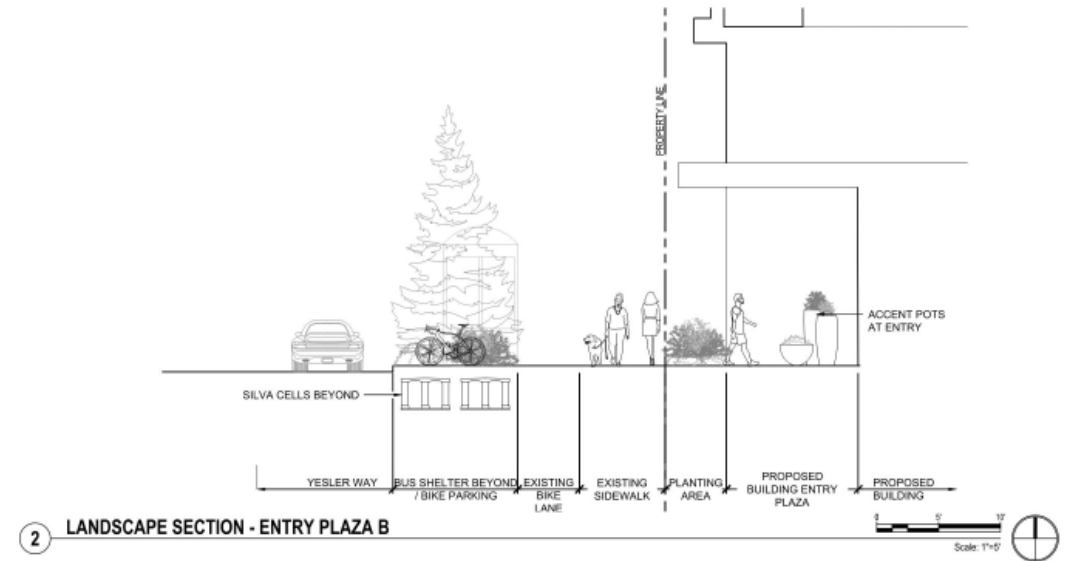 PROPERTY LINE
ACCENT POTS
AT ENTRY
SILVA CELLS BEYOND
YESLER WAY
BUS SHELTER BEYOND
/ BIKE PARKING
EXISTING
BIKE
LANE
EXISTING
SIDEWALK
PLANTING
AREA
PROPOSED
BUILDING ENTRY
PLAZA
PROPOSED
BUILDING
2
LANDSCAPE SECTION - ENTRY PLAZA B
0 5' 10'
Scale: 1"=5'